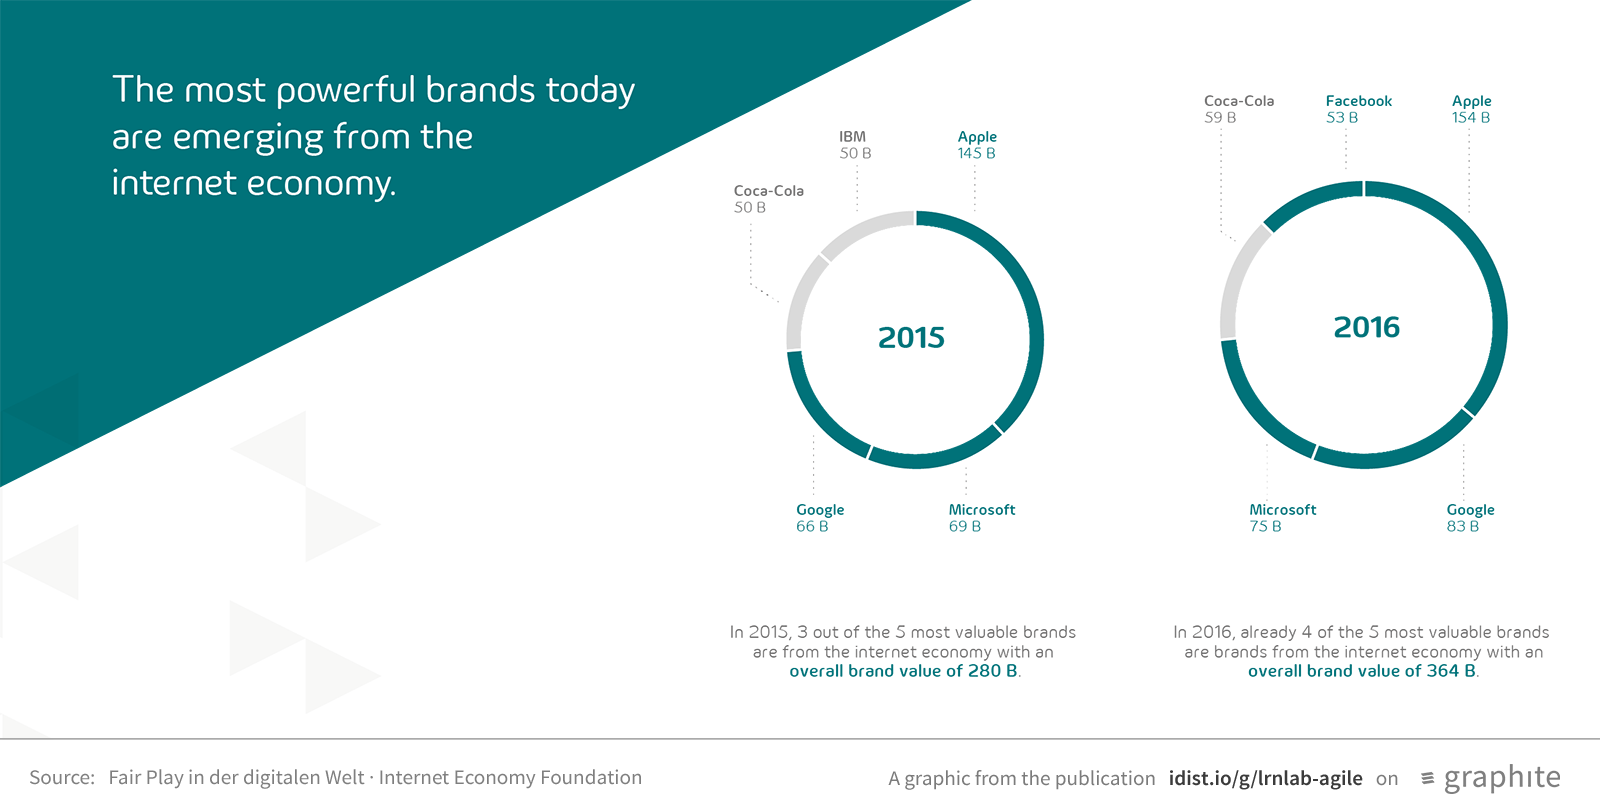 The most powerful brands today
are emerging from the
internet economy.
Coca-Cola
50 B
IBM
50 B
Apple
145 B
2015
Google
66 B
Microsoft
69 B
In 2015, 3 out of the 5 most valuable brands
are from the internet economy with an
overall brand value of 280 B.
Coca-Cola
59 B
Facebook
53 B
Apple
154 B
2016
Microsoft
75 B
Google
83 B
In 2016, already 4 of the 5 most valuable brands
are brands from the internet economy with an
overall brand value of 364 B.
Source: Fair Play in der digitalen Welt · Internet Economy Foundation
A graphic from the publication idist.io/g/lrnlab-agile on graphite